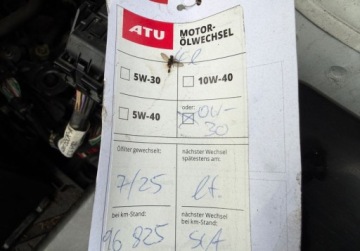 ATU
MOTOR-
ÖLWECHSEL
5W-30
10W-40
5W-40
oder:
0W-
30
Ölfilter gewechselt:
nächster Wechsel
spätestens am:
7/25
lt.
bei km-Stand:
nächster Wechsel
bei km-Stand:
96 825